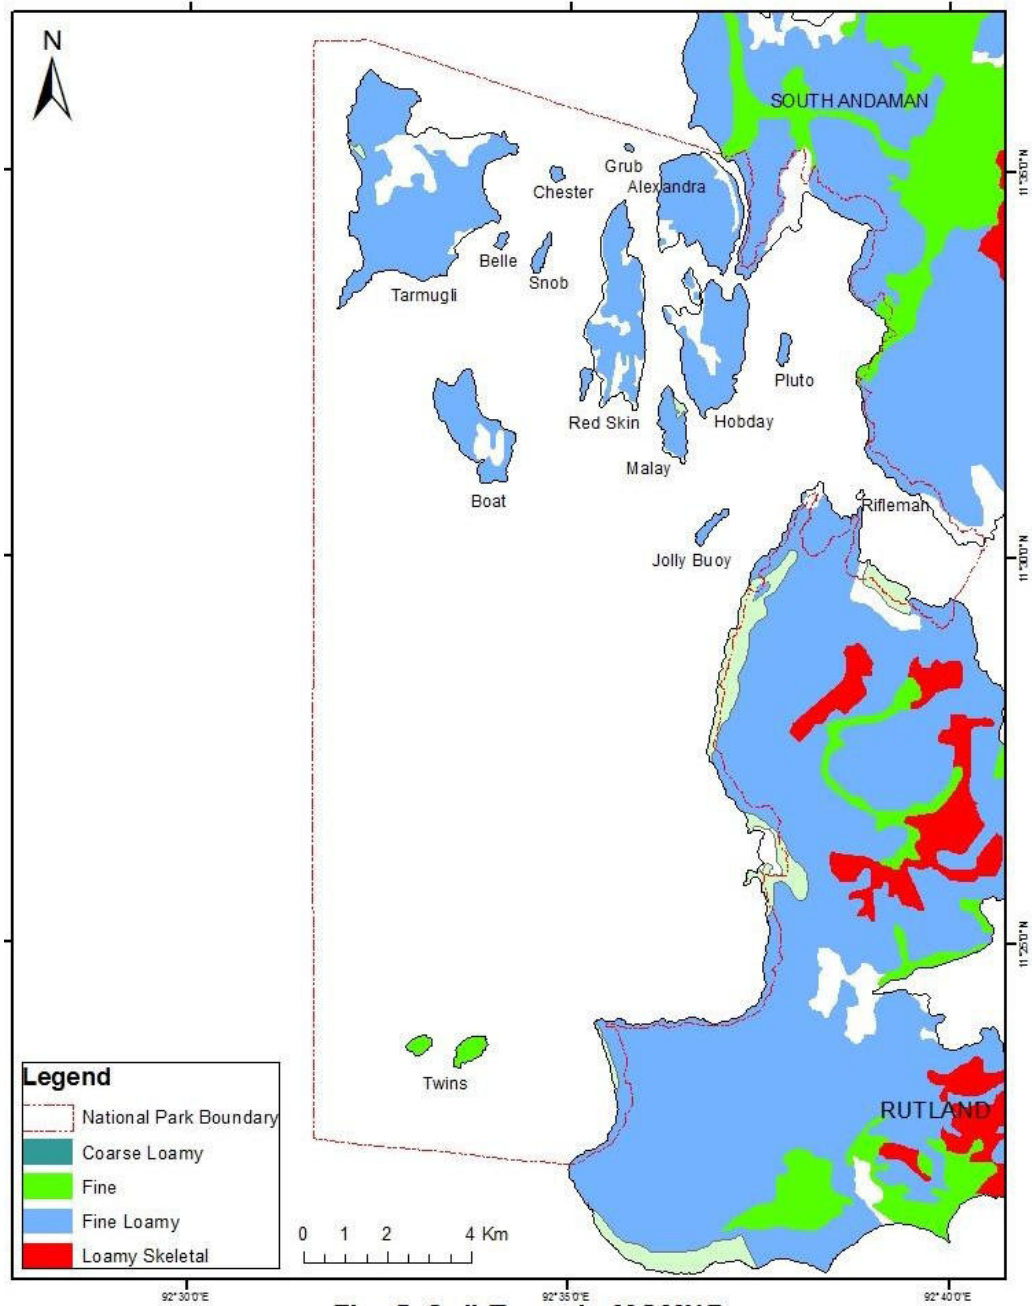 N
SOUTH ANDAMAN
Grub
Chester
Alexandra
11°35'0"N
Belle
Snob
Tarmugli
Pluto
Red Skin
Hobday
Malay
Boat
Rifleman
Jolly Buoy
11°30'0"N
11°25'0"N
Twins
RUTLAND
Legend
National Park Boundary
Coarse Loamy
Fine
Fine Loamy
Loamy Skeletal
0 1 2 4 Km
92°30'0"E
92°35'0"E
92°40'0"E